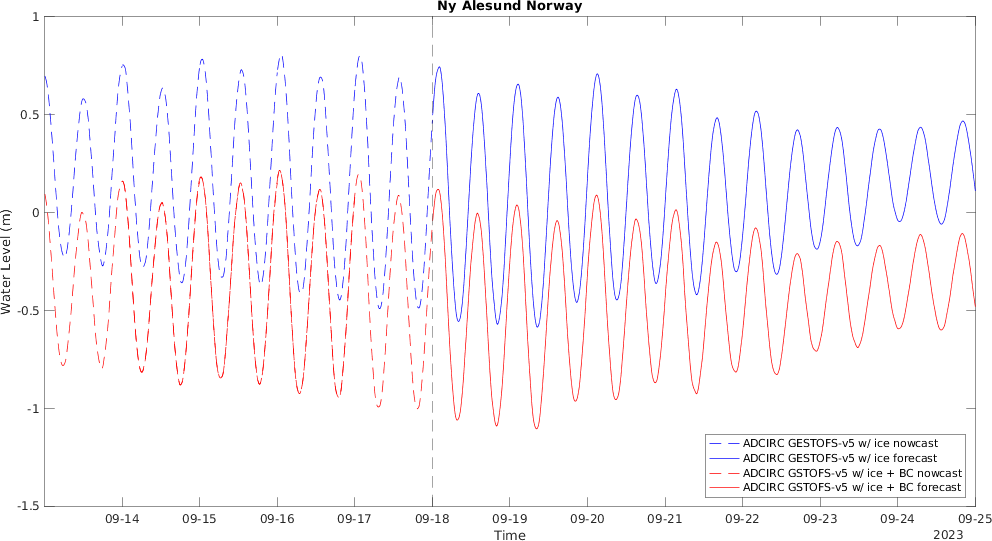 Ny Alesund Norway
1
0.5
0
-0.5
-1
-1.5
Water Level (m)
ADCIRC GESTOFS-v5 w/ ice nowcast
ADCIRC GESTOFS-v5 w/ ice forecast
ADCIRC GSTOFS-v5 w/ ice + BC nowcast
ADCIRC GSTOFS-v5 w/ ice + BC forecast
09-14 09-15 09-16 09-17 09-18 09-19 09-20 09-21 09-22 09-23 09-24 09-25
Time
2023